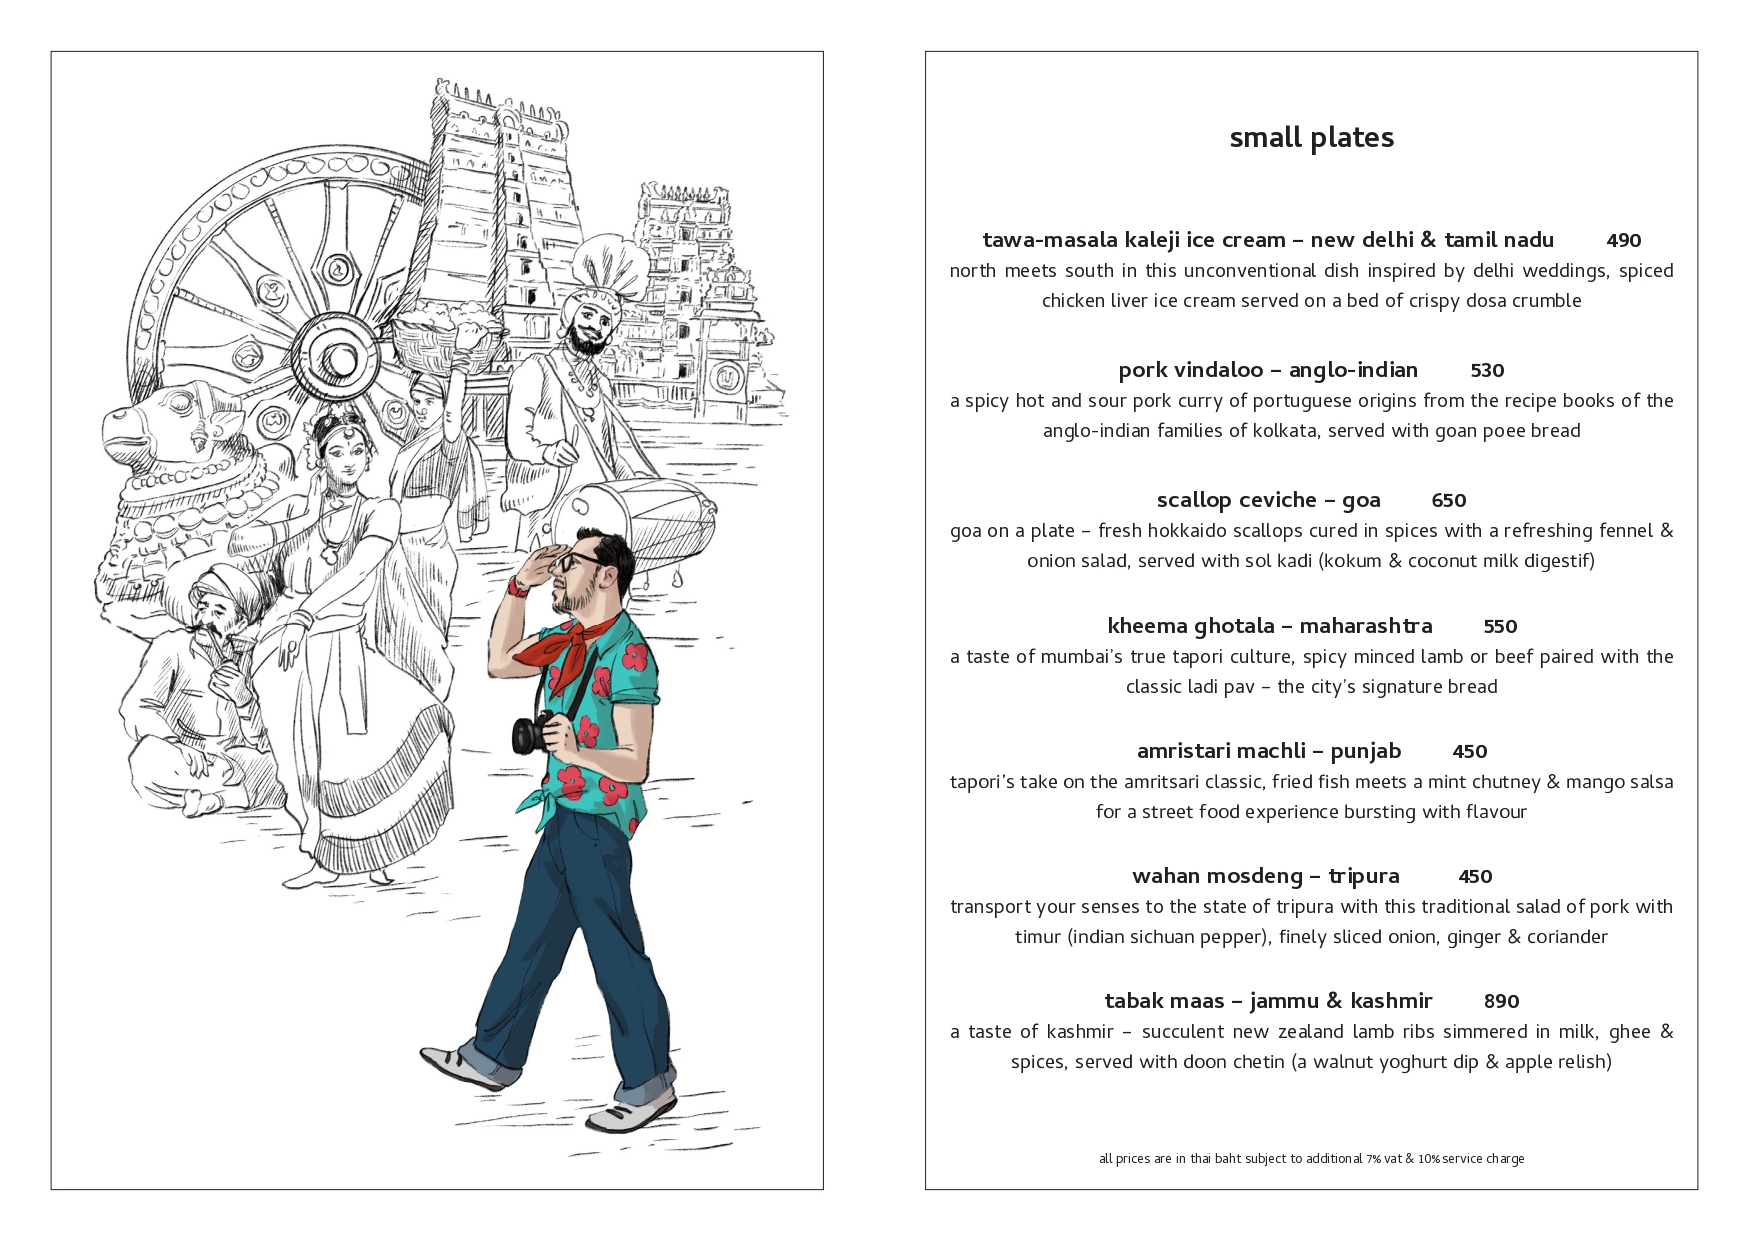 small plates
tawa-masala kaleji ice cream – new delhi & tamil nadu 490
north meets south in this unconventional dish inspired by delhi weddings, spiced
chicken liver ice cream served on a bed of crispy dosa crumble
pork vindaloo – anglo-indian 530
a spicy hot and sour pork curry of portuguese origins from the recipe books of the
anglo-indian families of kolkata, served with goan poee bread
scallop ceviche – goa 650
goa on a plate – fresh hokkaido scallops cured in spices with a refreshing fennel &
onion salad, served with sol kadi (kokum & coconut milk digestif)
kheema ghotala – maharashtra 550
a taste of mumbai's true tapori culture, spicy minced lamb or beef paired with the
classic ladi pav – the city's signature bread
amristari machli – punjab 450
tapori's take on the amritsari classic, fried fish meets a mint chutney & mango salsa
for a street food experience bursting with flavour
wahan mosdeng – tripura 450
transport your senses to the state of tripura with this traditional salad of pork with
timur (indian sichuan pepper), finely sliced onion, ginger & coriander
tabak maas – jammu & kashmir 890
a taste of kashmir – succulent new zealand lamb ribs simmered in milk, ghee &
spices, served with doon chetin (a walnut yoghurt dip & apple relish)
all prices are in thai baht subject to additional 7% vat & 10% service charge